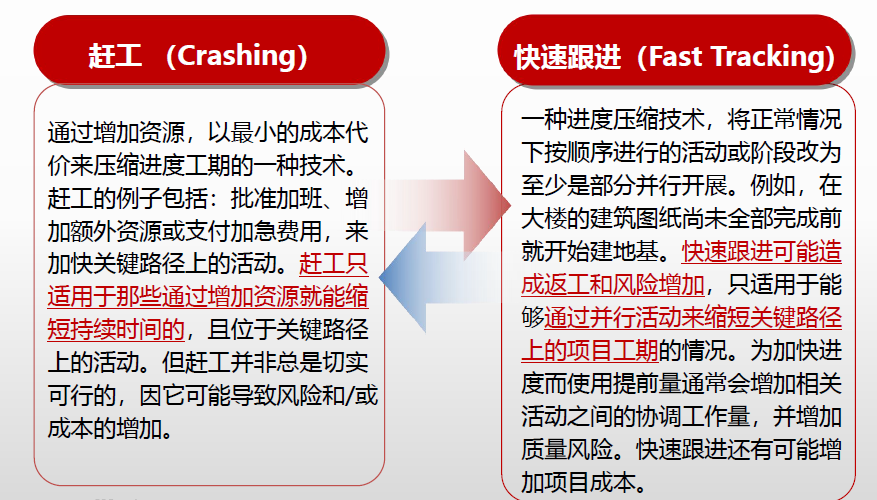 赶工 （Crashing）
通过增加资源，以最小的成本代
价来压缩进度工期的一种技术。
赶工的例子包括：批准加班、增
加额外资源或支付加急费用，来
加快关键路径上的活动。赶工只
适用于那些通过增加资源就能缩
短持续时间的，且位于关键路径
上的活动。但赶工并非总是切实
可行的，因它可能导致风险和/或
成本的增加。
快速跟进（Fast Tracking)
一种进度压缩技术，将正常情况
下按顺序进行的活动或阶段改为
至少是部分并行开展。例如，在
大楼的建筑图纸尚未全部完成前
就开始建地基。快速跟进可能造
成返工和风险增加，只适用于能
够通过并行活动来缩短关键路径
上的项目工期的情况。为加快进
度而使用提前量通常会增加相关
活动之间的协调工作量，并增加
质量风险。快速跟进还有可能增
加项目成本。